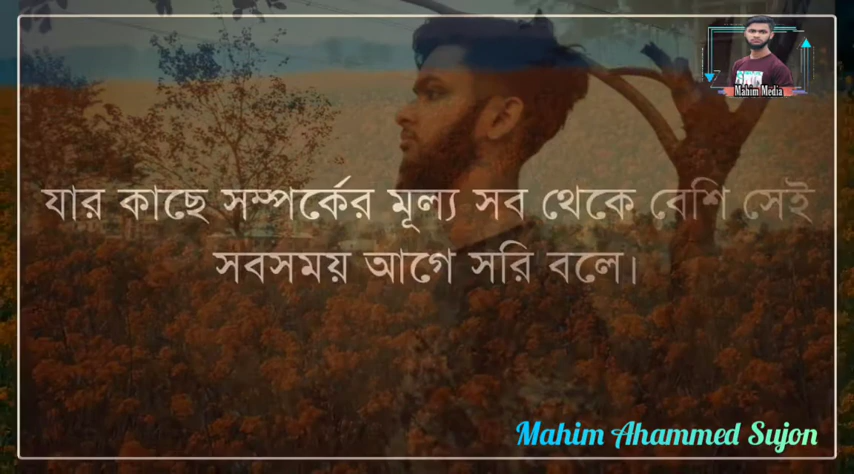 Mahim Media
যার কাছে সম্পর্কের মূল্য সব থেকে বেশি সেই
সবসময় আগে সরি বলে।
Mahim Ahammed Sujon